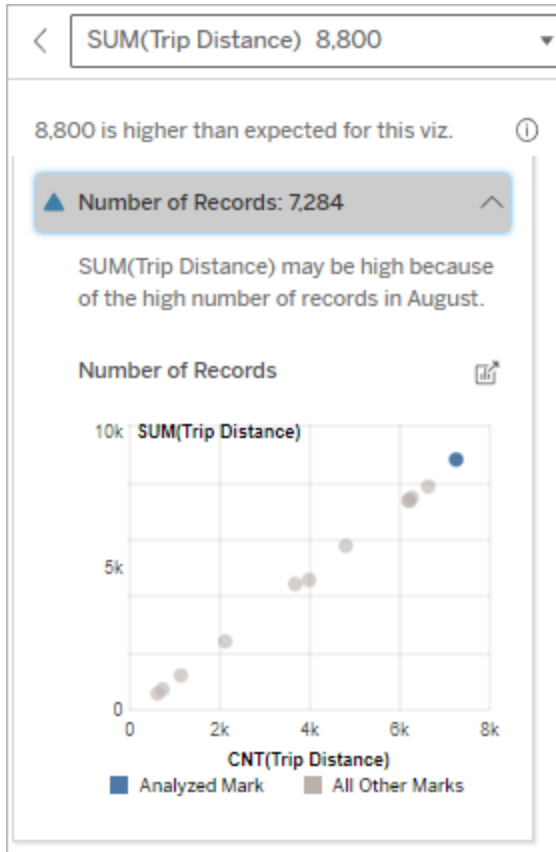 SUM(Trip Distance) 8,800
8,800 is higher than expected for this viz.
Number of Records: 7,284
SUM(Trip Distance) may be high because
of the high number of records in August.
Number of Records
10k SUM(Trip Distance)
5k
0
0 2k 4k 6k 8k
CNT(Trip Distance)
Analyzed Mark All Other Marks